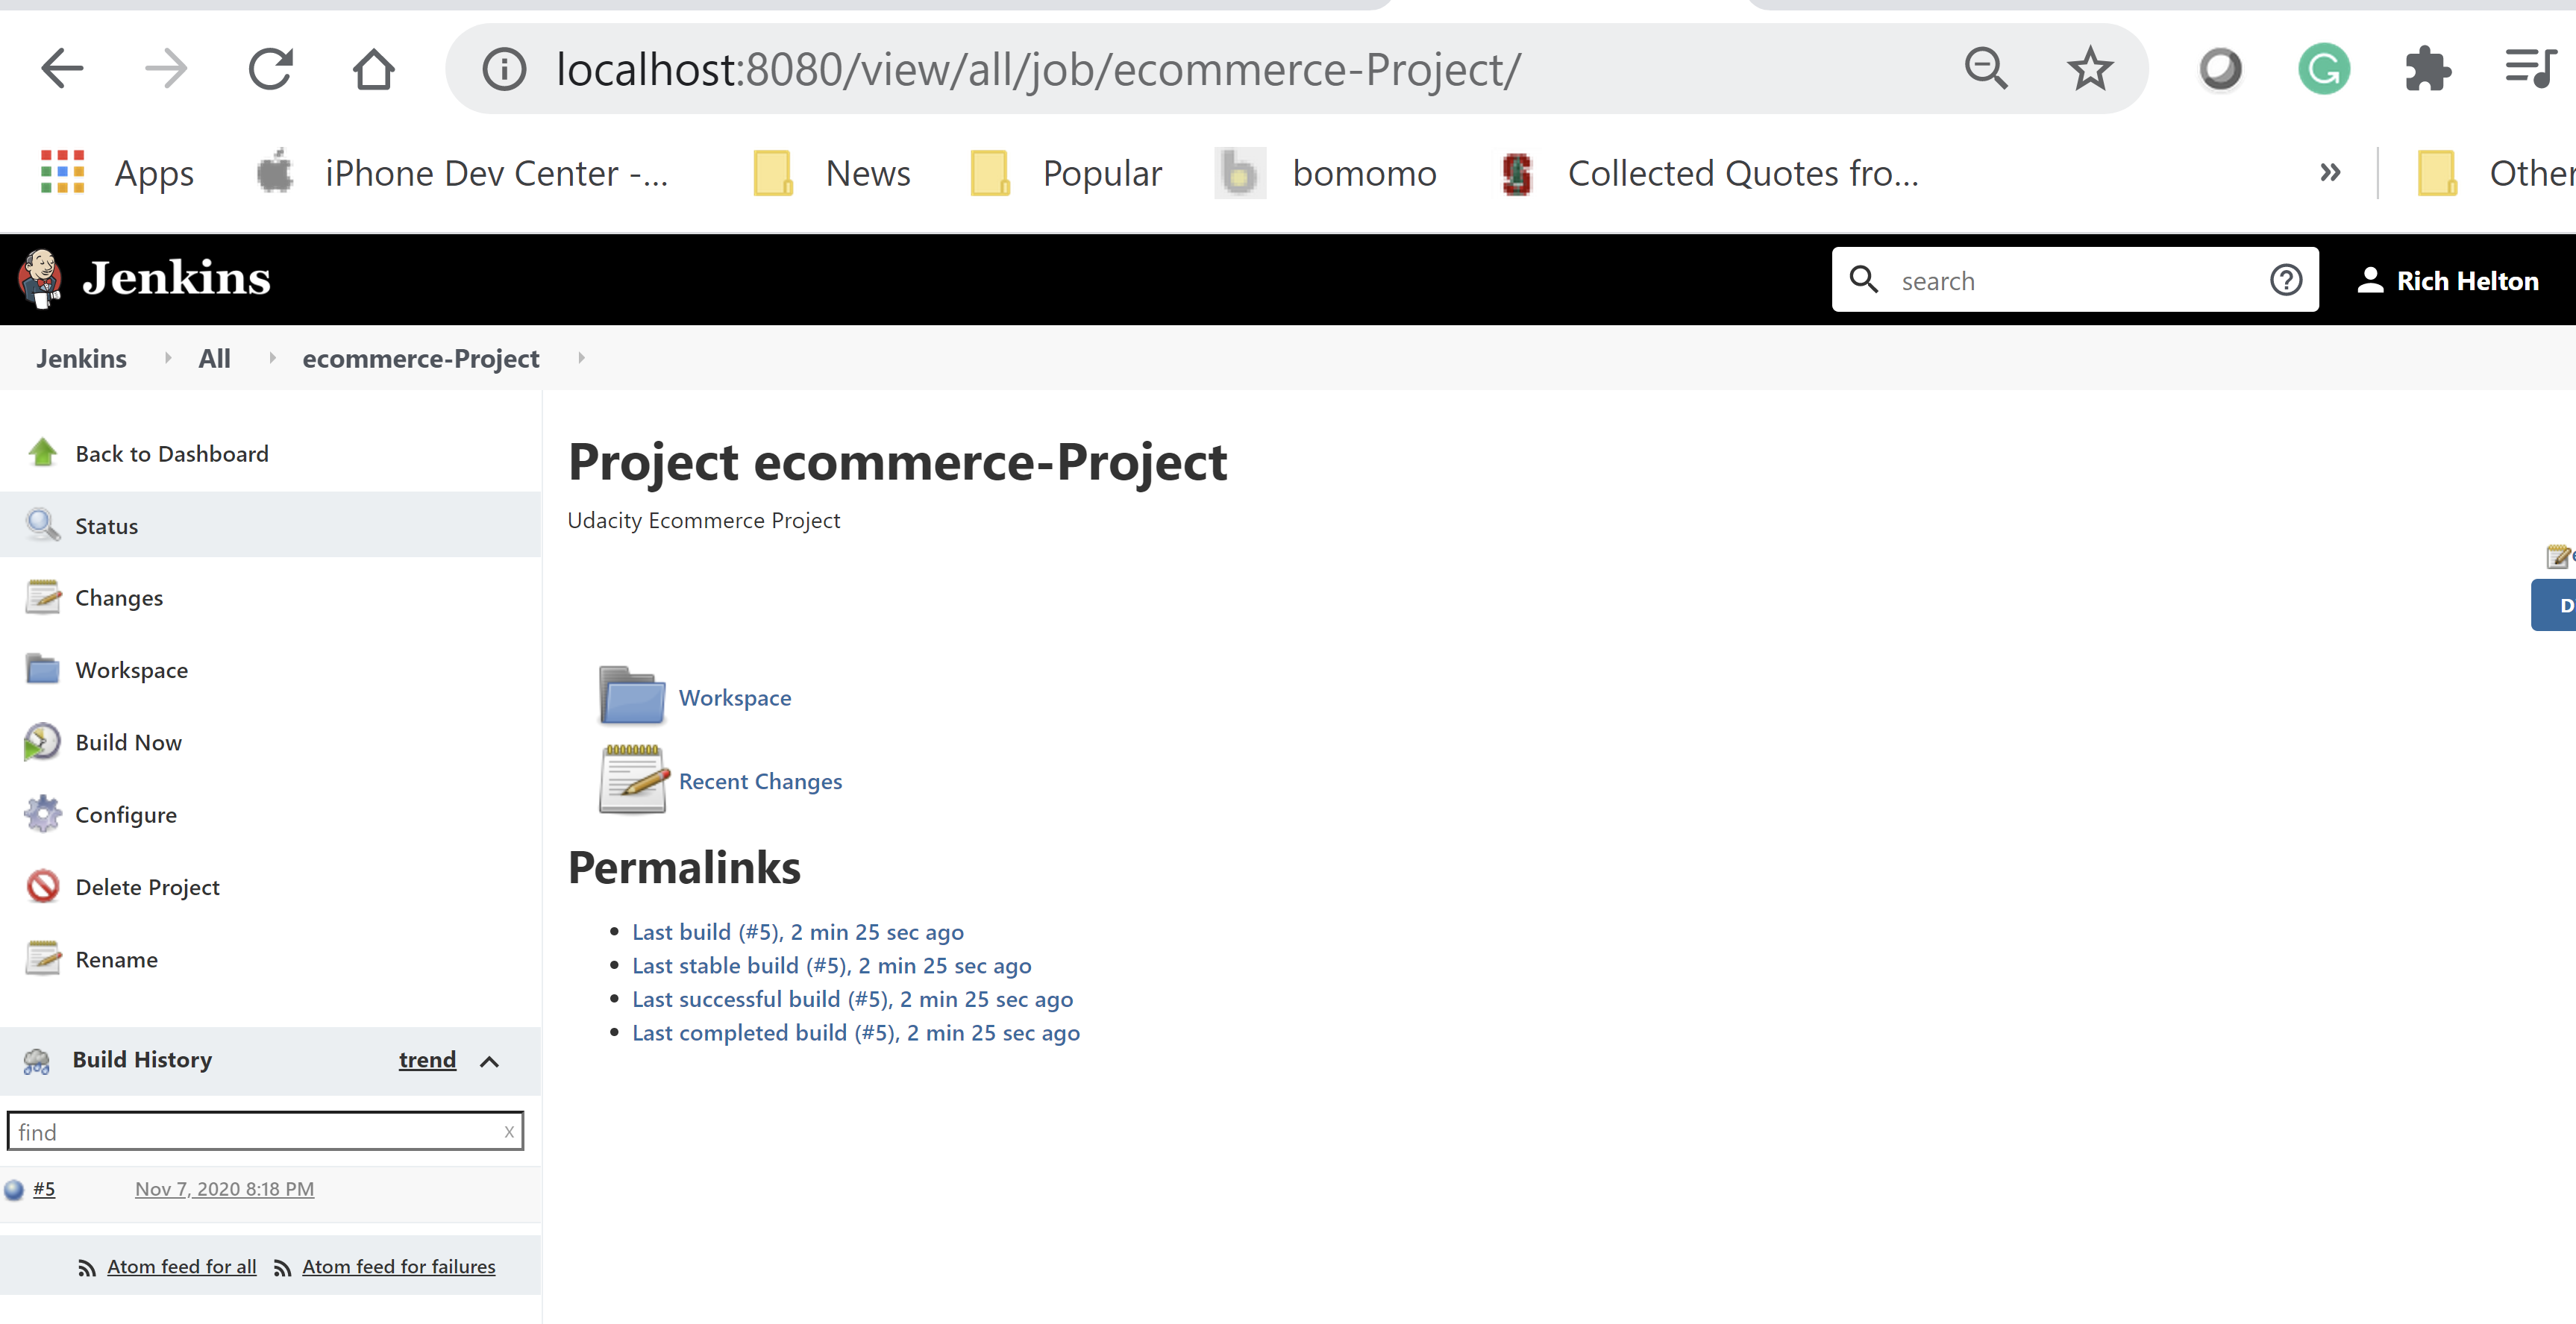 localhost:8080/view/all/job/ecommerce-Project/
Apps iPhone Dev Center -... News Popular bomomo Collected Quotes fro... » Other
Jenkins search Rich Helton
Jenkins All ecommerce-Project
Back to Dashboard
Status
Changes
Workspace
Build Now
Configure
Delete Project
Rename
Build History trend
find x
#5 Nov 7, 2020 8:18 PM
Atom feed for all Atom feed for failures
Project ecommerce-Project
Udacity Ecommerce Project
D
Workspace
Recent Changes
Permalinks
• Last build (#5), 2 min 25 sec ago
• Last stable build (#5), 2 min 25 sec ago
• Last successful build (#5), 2 min 25 sec ago
• Last completed build (#5), 2 min 25 sec ago